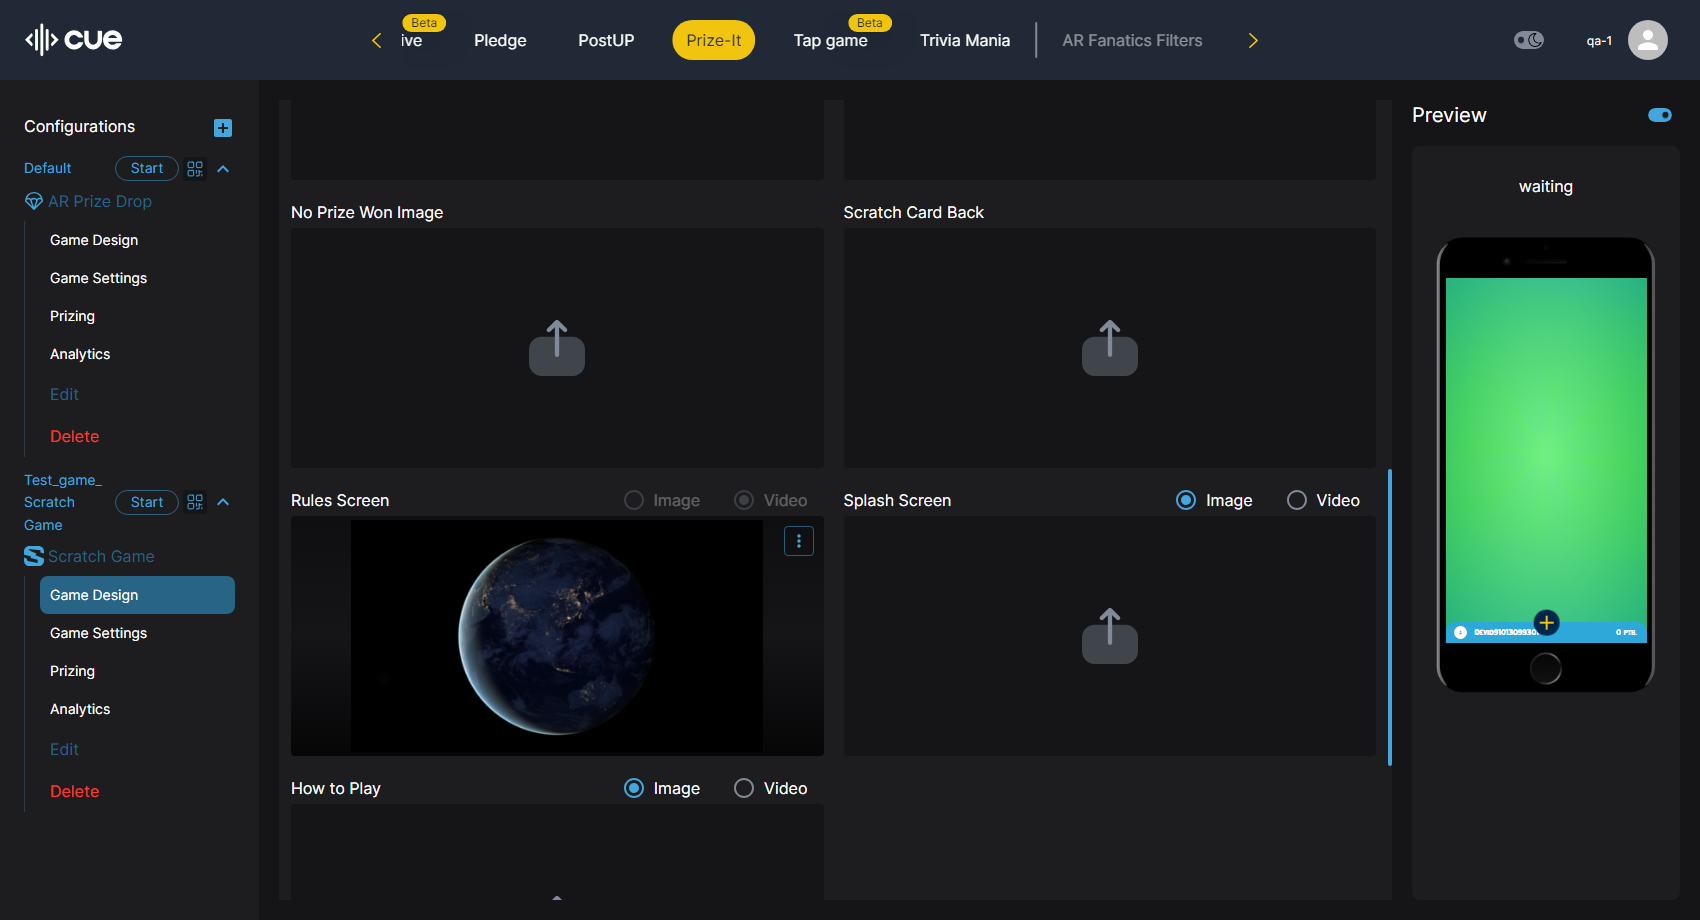 cue
Beta
ive
Pledge
PostUP
Prize-It
Beta
Tap game
Trivia Mania
AR Fanatics Filters
qa-1
Configurations
Default
Start
AR Prize Drop
Game Design
Game Settings
Prizing
Analytics
Edit
Delete
Test_game_
Scratch
Game
Start
Scratch Game
Game Design
Game Settings
Prizing
Analytics
Edit
Delete
No Prize Won Image
Scratch Card Back
Rules Screen
Image
Video
Splash Screen
Image
Video
How to Play
Image
Video
Preview
waiting
0 PTS.